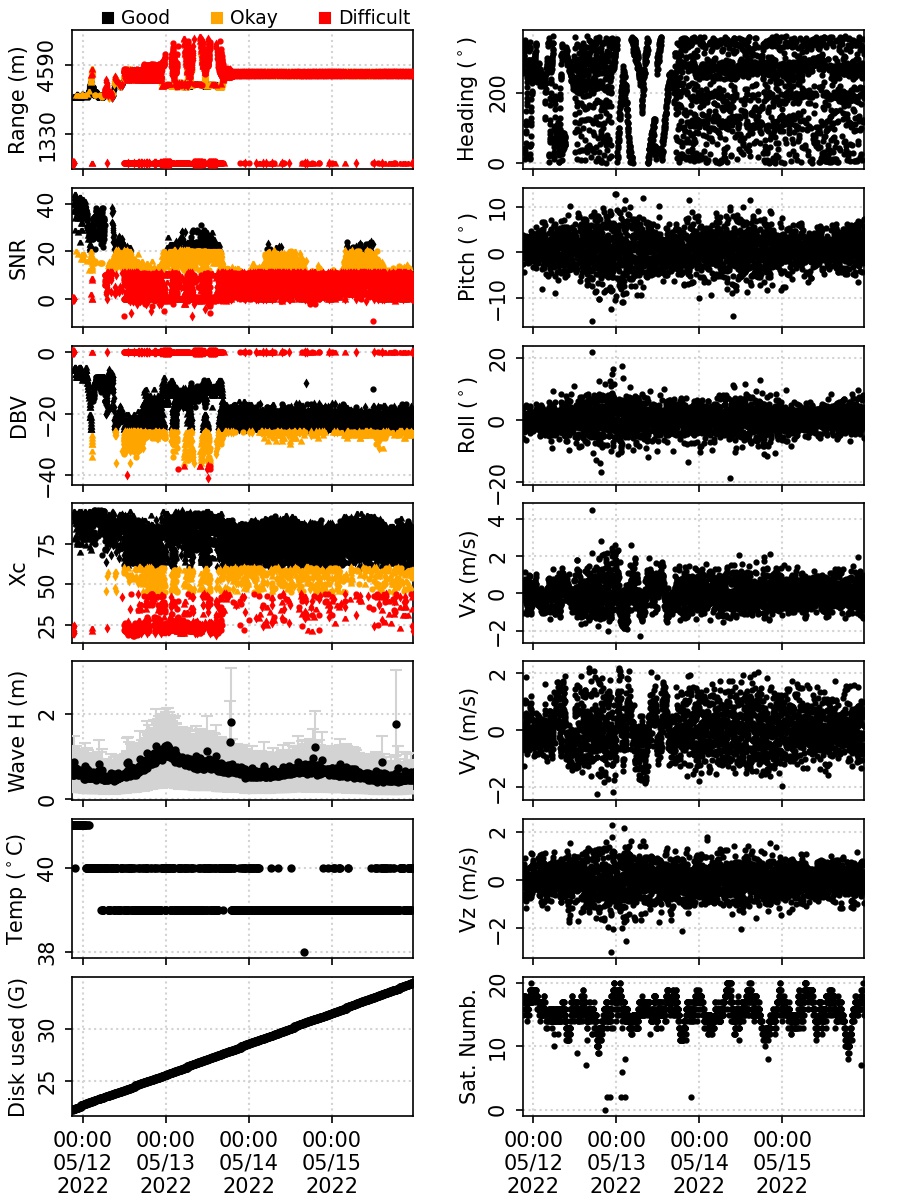 Good Okay Difficult
Range (m)
4590
1330
Heading (°)
200
0
SNR
40
20
0
Pitch (°)
10
0
−10
DBV
0
−20
−40
Roll (°)
20
0
−20
Xc
75
50
25
Vx (m/s)
4
2
0
−2
Wave H (m)
2
0
Vy (m/s)
2
0
−2
Temp (°C)
40
38
Vz (m/s)
2
0
−2
Disk used (G)
30
25
Sat. Numb.
20
10
0
00:00 00:00 00:00 00:00
05/12 05/13 05/14 05/15
2022 2022 2022 2022
00:00 00:00 00:00 00:00
05/12 05/13 05/14 05/15
2022 2022 2022 2022